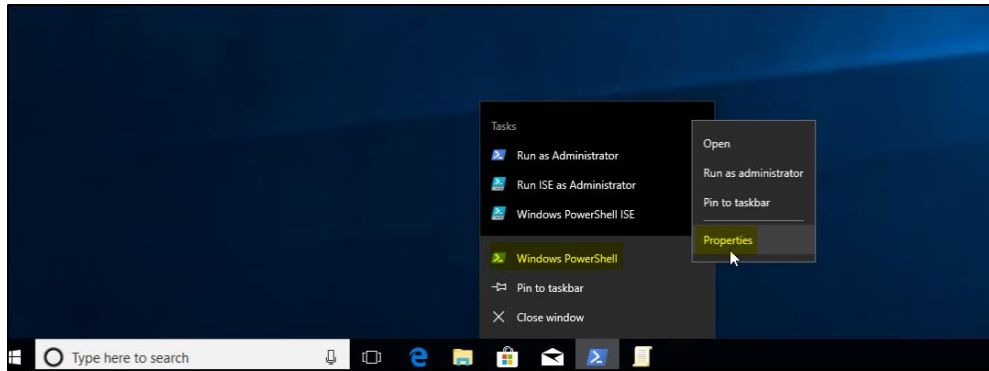 Tasks
Run as Administrator
Run ISE as Administrator
Windows PowerShell ISE
Windows PowerShell
Pin to taskbar
Close window
Open
Run as administrator
Pin to taskbar
Properties
Type here to search